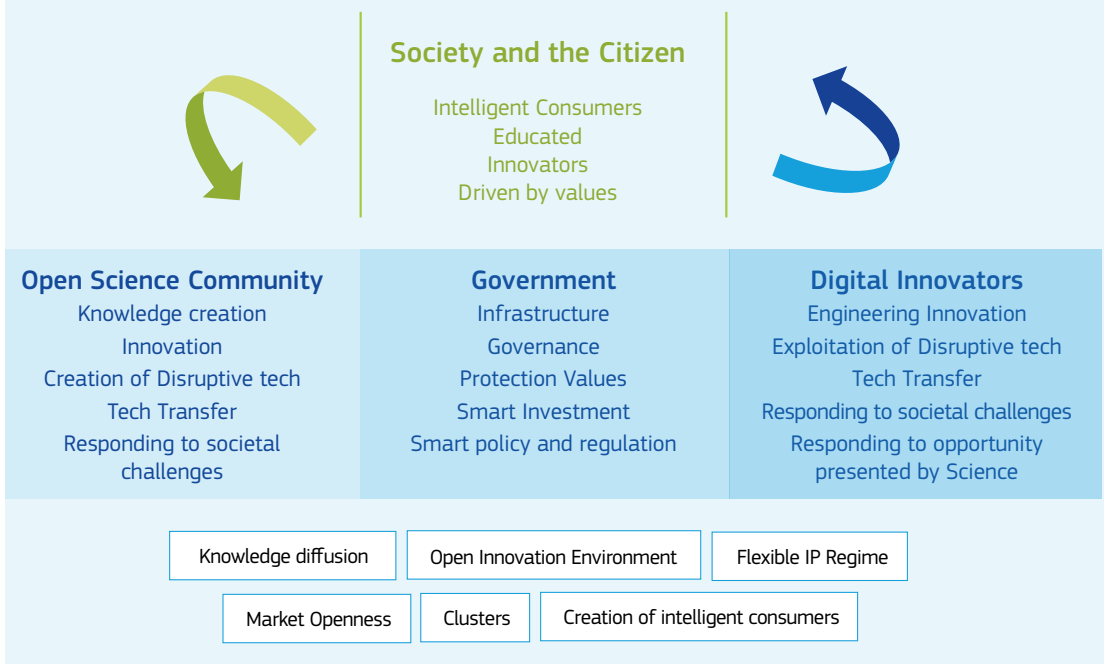 Society and the Citizen
Intelligent Consumers
Educated
Innovators
Driven by values
Open Science Community
Knowledge creation
Innovation
Creation of Disruptive tech
Tech Transfer
Responding to societal
challenges
Government
Infrastructure
Governance
Protection Values
Smart Investment
Smart policy and regulation
Digital Innovators
Engineering Innovation
Exploitation of Disruptive tech
Tech Transfer
Responding to societal challenges
Responding to opportunity
presented by Science
Knowledge diffusion
Open Innovation Environment
Flexible IP Regime
Market Openness
Clusters
Creation of intelligent consumers